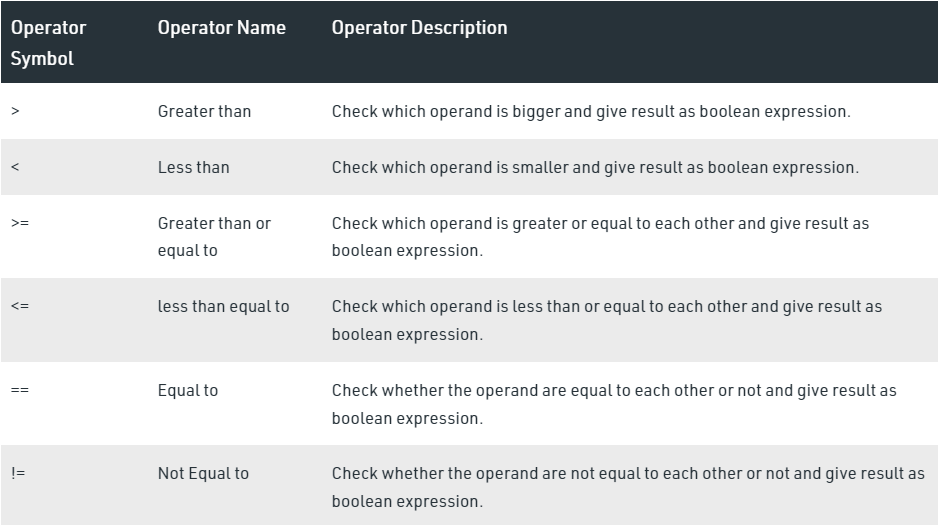 Operator Symbol Operator Name Operator Description
> Greater than Check which operand is bigger and give result as boolean expression.
< Less than Check which operand is smaller and give result as boolean expression.
>= Greater than or equal to Check which operand is greater or equal to each other and give result as boolean expression.
<= less than equal to Check which operand is less than or equal to each other and give result as boolean expression.
== Equal to Check whether the operand are equal to each other or not and give result as boolean expression.
!= Not Equal to Check whether the operand are not equal to each other or not and give result as boolean expression.